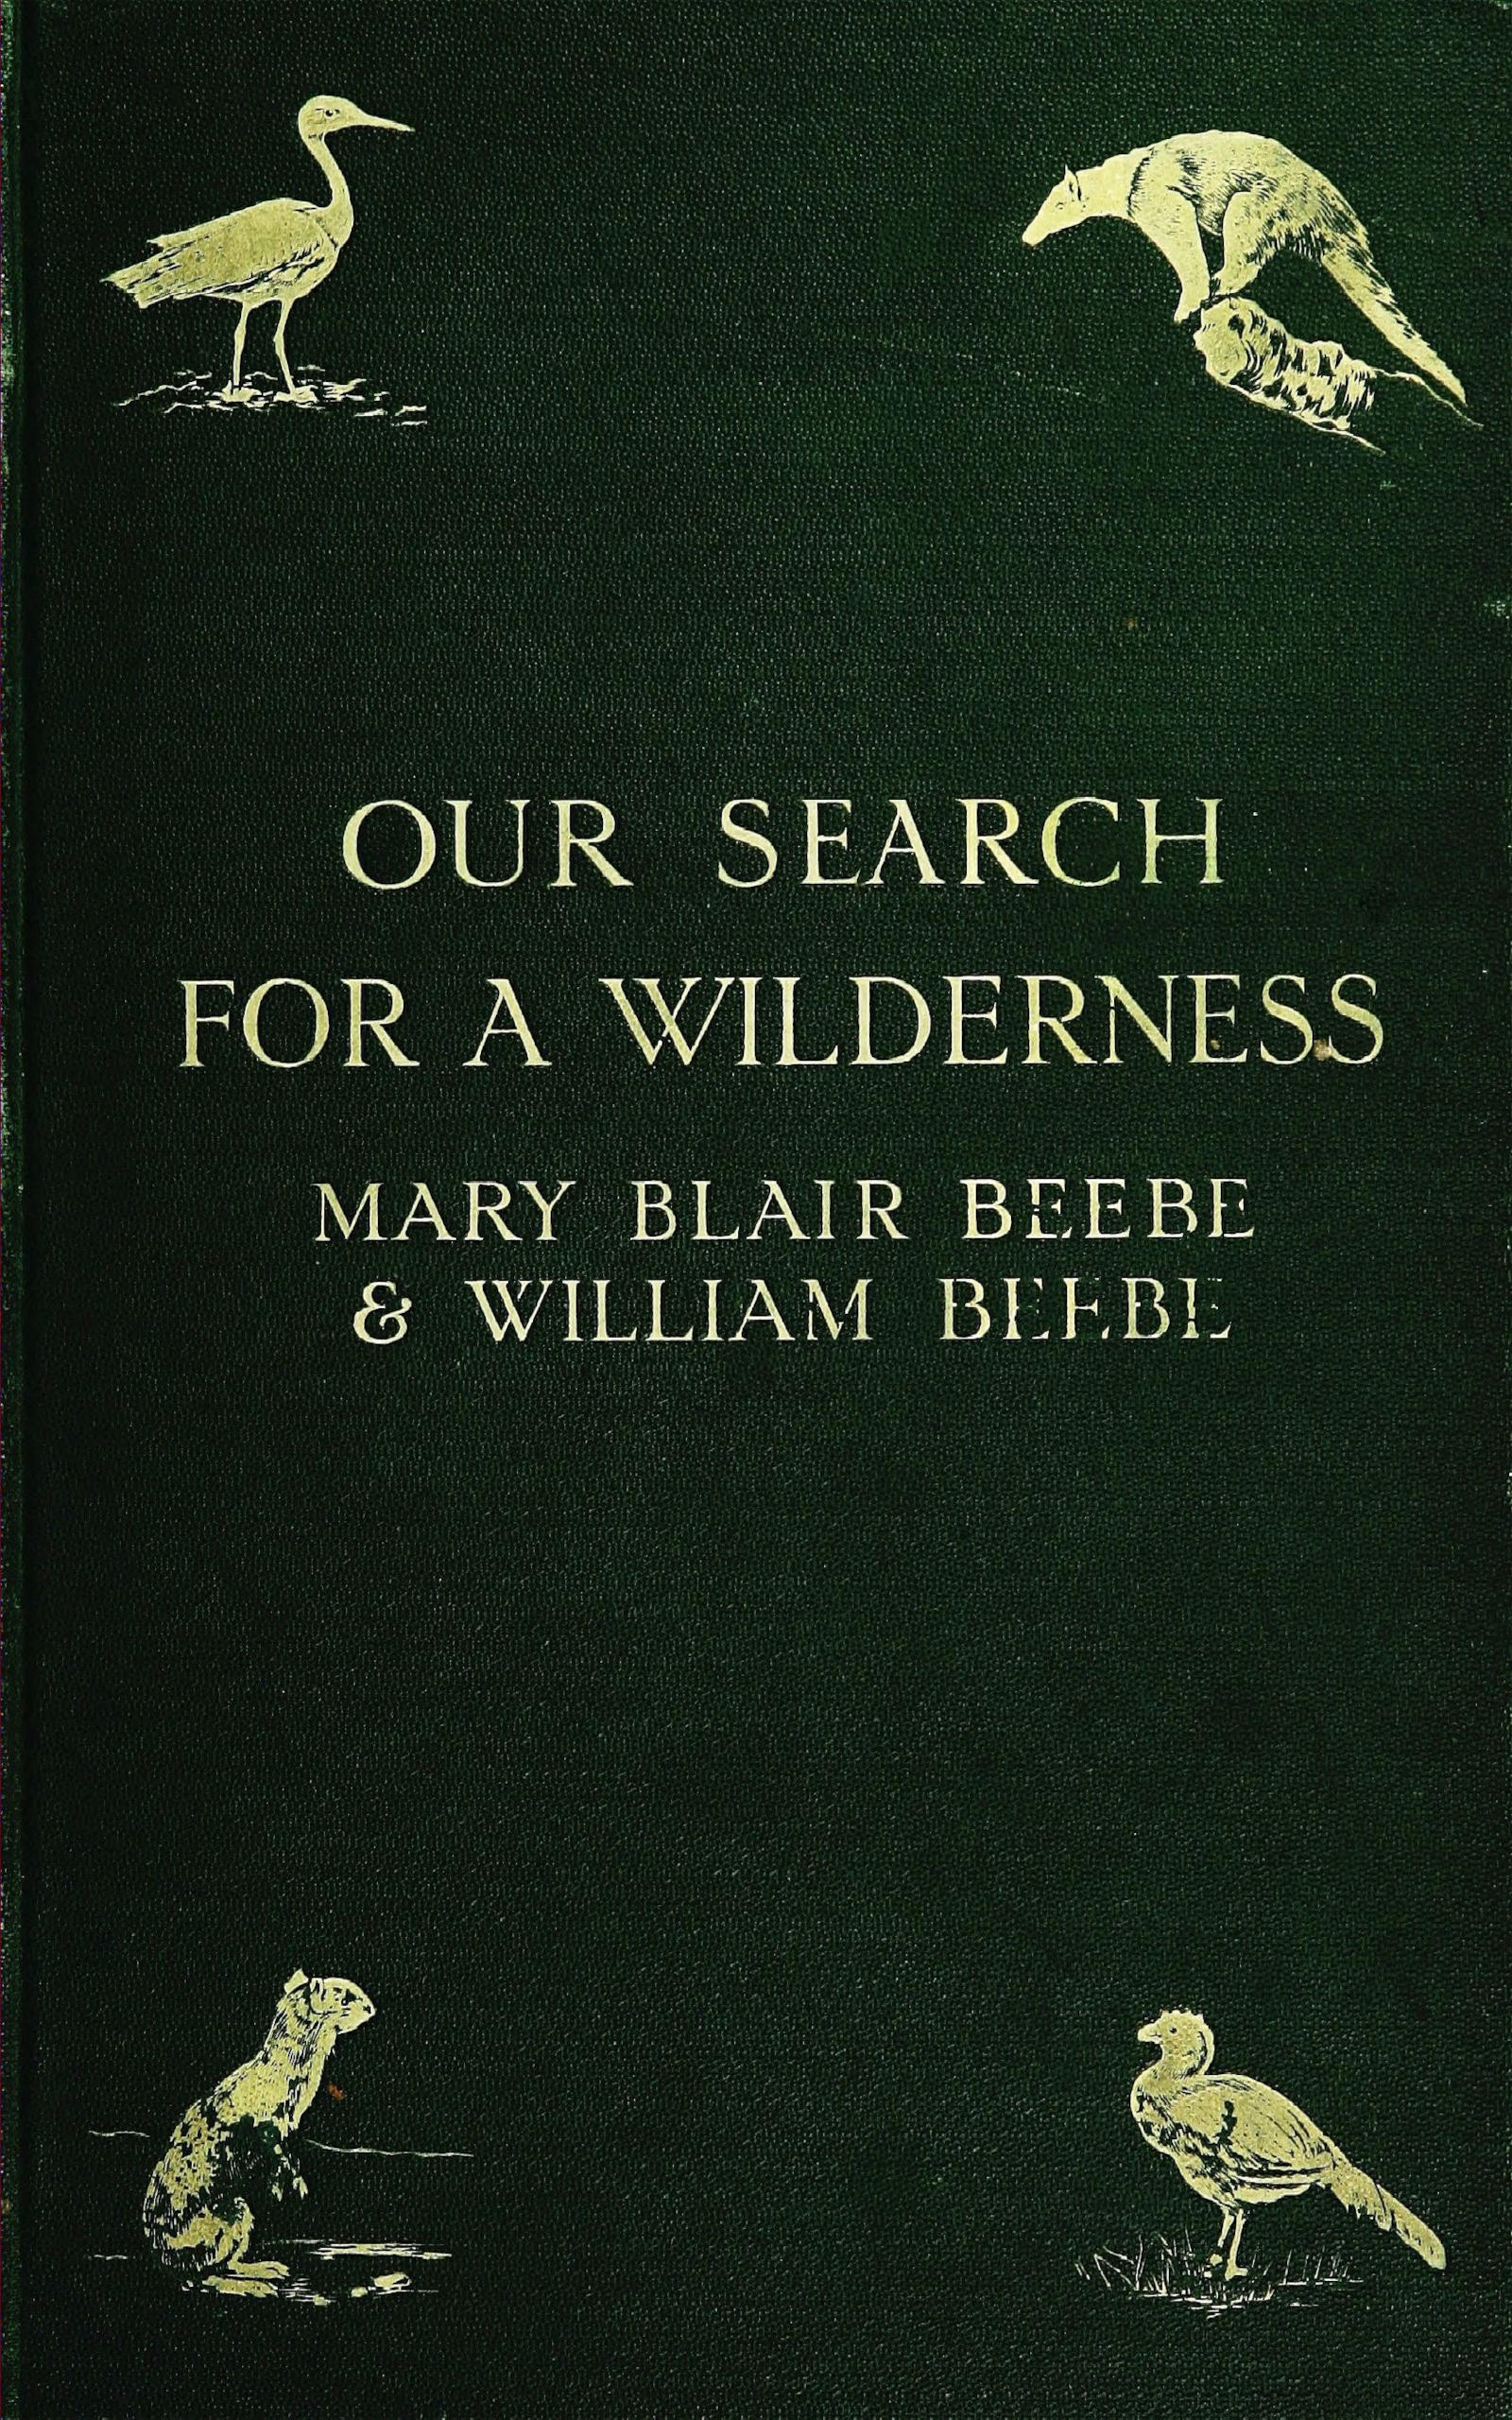 OUR SEARCH
FOR A WILDERNESS
MARY BLAIR BEEBE
& WILLIAM BEEBE